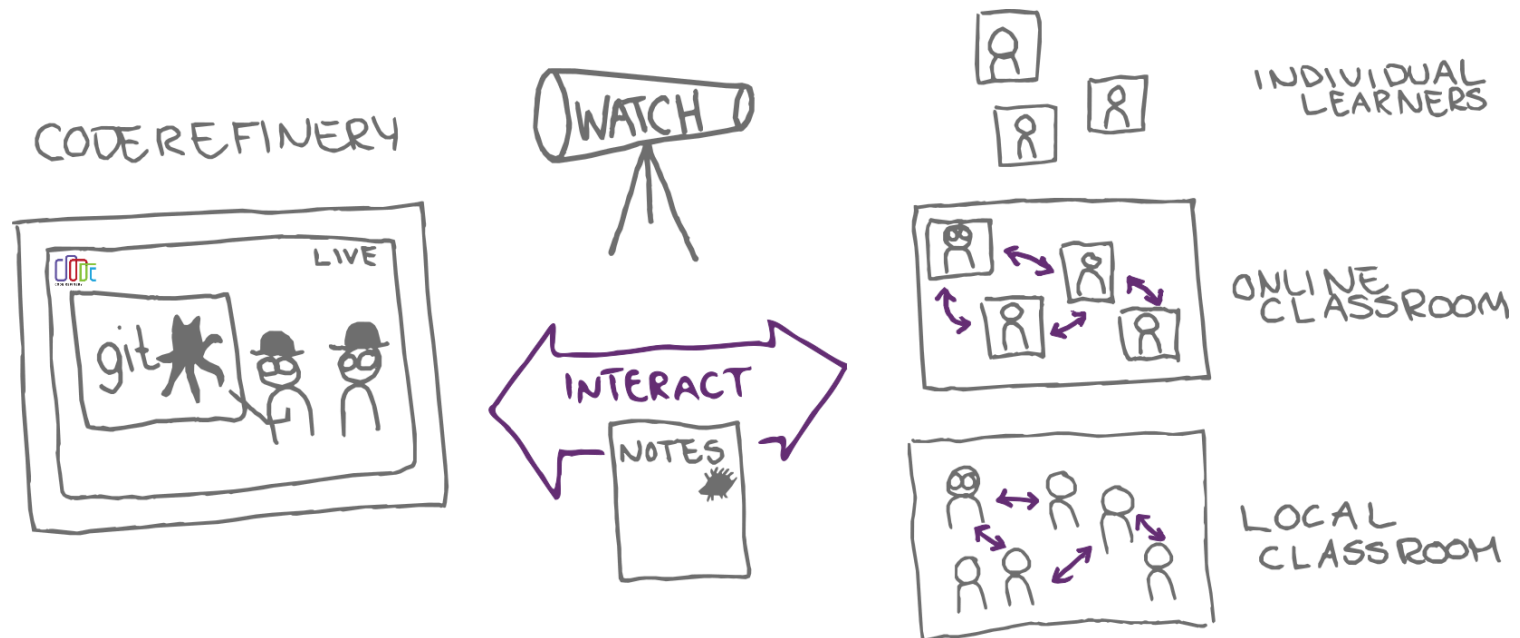 CODEREFINERY
LIVE
git
WATCH
INTERACT
NOTES
INDIVIDUAL
LEARNERS
ONLINE
CLASSROOM
LOCAL
CLASSROOM